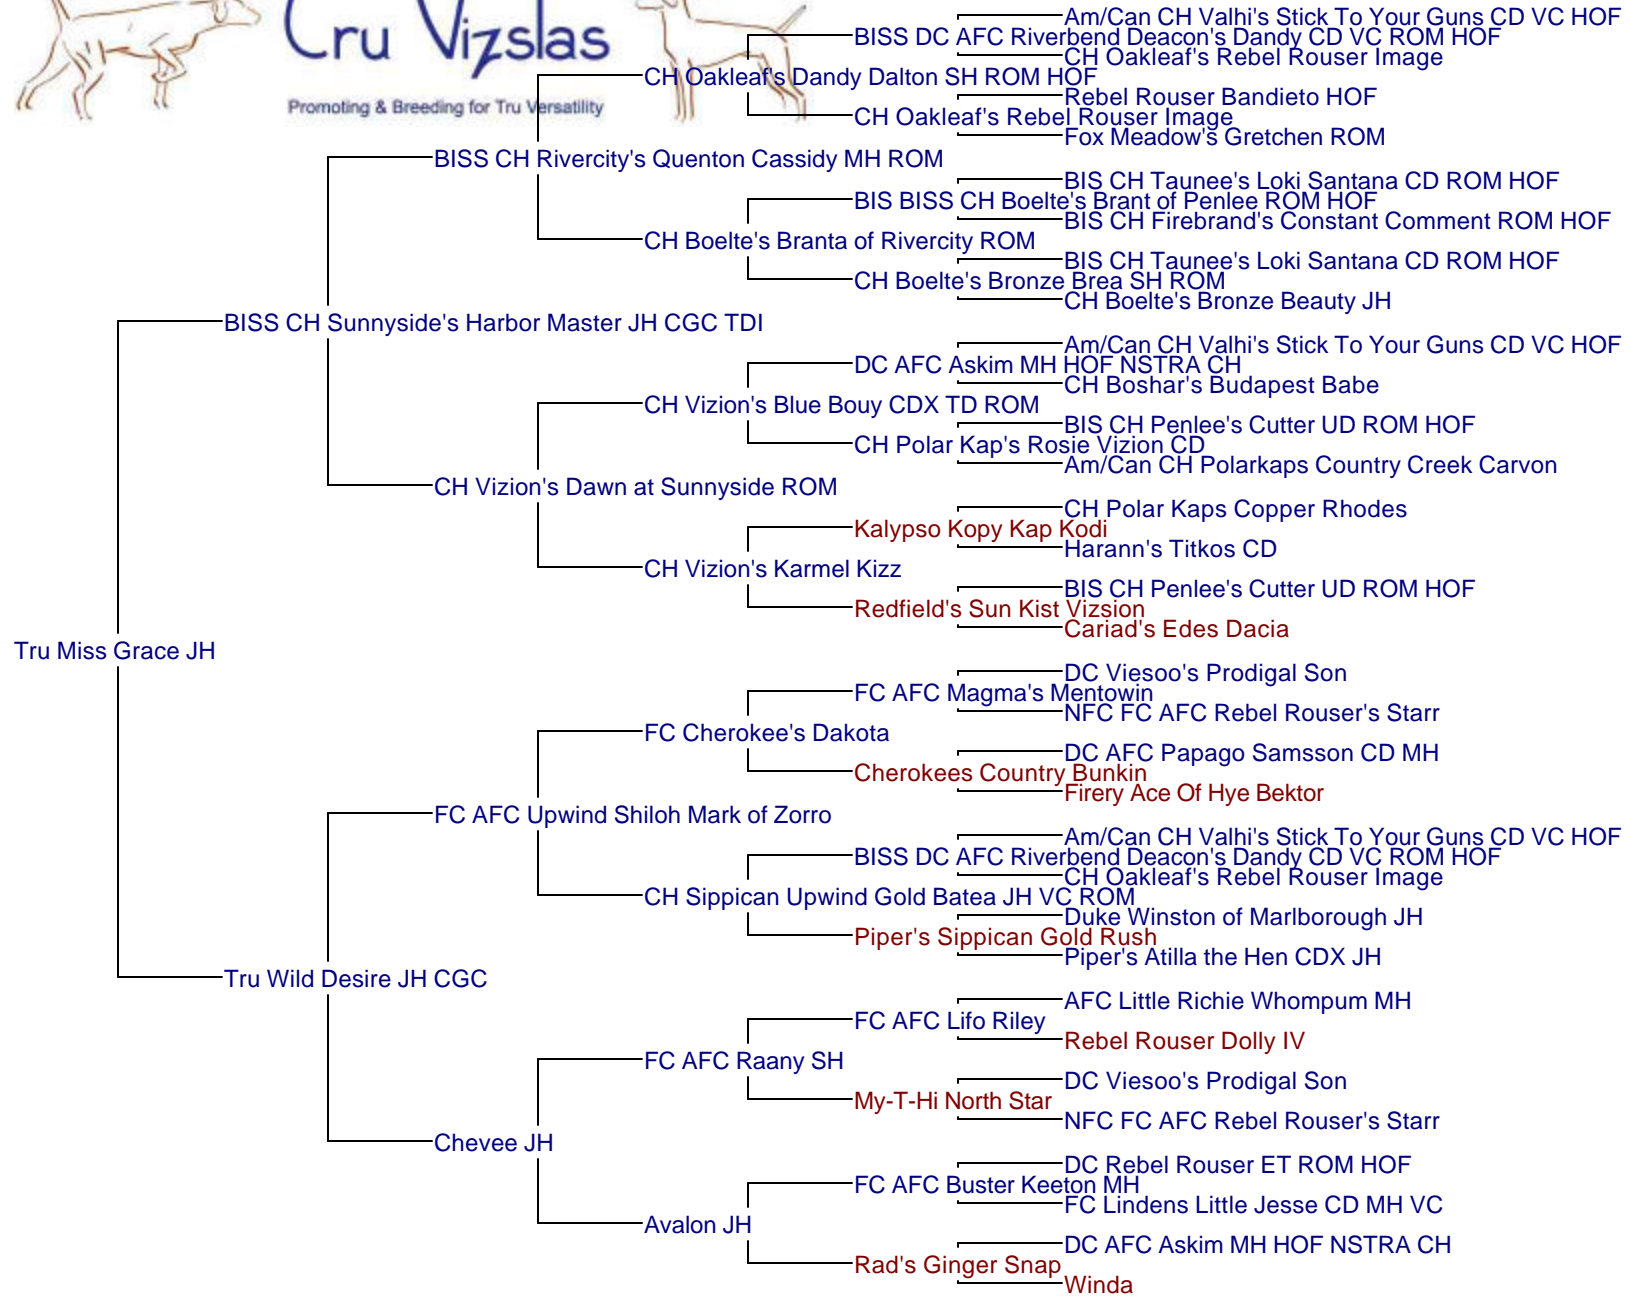 Cru Vizslas
Promoting & Breeding for Tru Versatility
Am/Can CH Valhi's Stick To Your Guns CD VC HOF
BISS DC AFC Riverbend Deacon's Dandy CD VC ROM HOF
CH Oakleaf's Rebel Rouser Image
CH Oakleaf's Dandy Dalton SH ROM HOF
Rebel Rouser Bandieto HOF
CH Oakleaf's Rebel Rouser Image
Fox Meadow's Gretchen ROM
BISS CH Rivercity's Quenton Cassidy MH ROM
BIS CH Taunee's Loki Santana CD ROM HOF
BIS BISS CH Boelte's Brant of Penlee ROM HOF
BIS CH Firebrand's Constant Comment ROM HOF
CH Boelte's Branta of Rivercity ROM
BIS CH Taunee's Loki Santana CD ROM HOF
CH Boelte's Bronze Brea SH ROM
CH Boelte's Bronze Beauty JH
BISS CH Sunnyside's Harbor Master JH CGC TDI
Am/Can CH Valhi's Stick To Your Guns CD VC HOF
DC AFC Askim MH HOF NSTRA CH
CH Boshar's Budapest Babe
CH Vizion's Blue Bouy CDX TD ROM
BIS CH Penlee's Cutter UD ROM HOF
CH Polar Kap's Rosie Vizion CD
Am/Can CH Polarkaps Country Creek Carvon
CH Vizion's Dawn at Sunnyside ROM
CH Polar Kaps Copper Rhodes
Kalypso Kopy Kap Kodi
Harann's Titkos CD
CH Vizion's Karmel Kizz
BIS CH Penlee's Cutter UD ROM HOF
Redfield's Sun Kist Vizsion
Cariad's Edes Dacia
Tru Miss Grace JH
DC Viesoo's Prodigal Son
FC AFC Magma's Mentowin
NFC FC AFC Rebel Rouser's Starr
FC Cherokee's Dakota
DC AFC Papago Samsson CD MH
Cherokees Country Bunkin
Firery Ace Of Hye Bektor
FC AFC Upwind Shiloh Mark of Zorro
Am/Can CH Valhi's Stick To Your Guns CD VC HOF
BISS DC AFC Riverbend Deacon's Dandy CD VC ROM HOF
CH Oakleaf's Rebel Rouser Image
CH Sippican Upwind Gold Batea JH VC ROM
Duke Winston of Marlborough JH
Piper's Sippican Gold Rush
Piper's Atilla the Hen CDX JH
Tru Wild Desire JH CGC
AFC Little Richie Whompum MH
FC AFC Lifo Riley
Rebel Rouser Dolly IV
FC AFC Raany SH
DC Viesoo's Prodigal Son
My-T-Hi North Star
NFC FC AFC Rebel Rouser's Starr
Chevee JH
DC Rebel Rouser ET ROM HOF
FC AFC Buster Keeton MH
FC Lindens Little Jesse CD MH VC
Avalon JH
DC AFC Askim MH HOF NSTRA CH
Rad's Ginger Snap
Winda